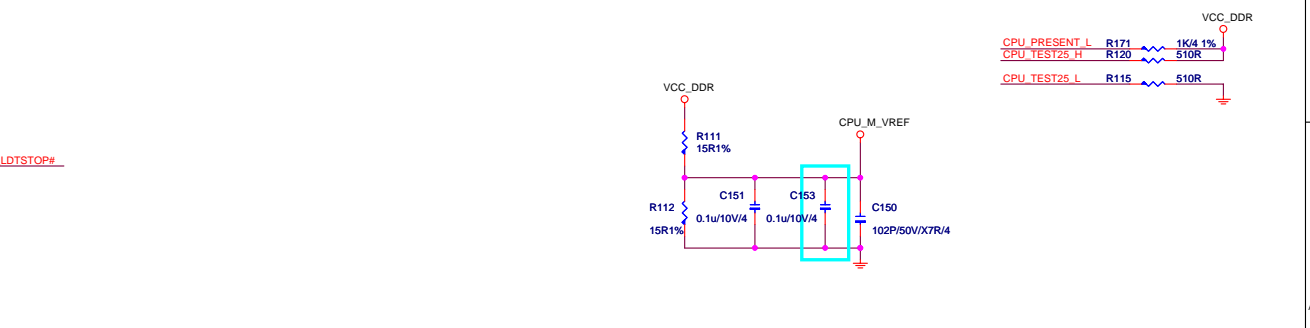 VCC_DDR
CPU_PRESENT_L R171 1K/4 1%
CPU_TEST25_H R120 510R
CPU_TEST25_L R115 510R
VCC_DDR
CPU_M_VREF
R111
15R1%
LDTSTOP#
C151
C153
R112
C150
0.1u/10V/4
0.1u/10V/4
15R1%
102P/50V/X7R/4